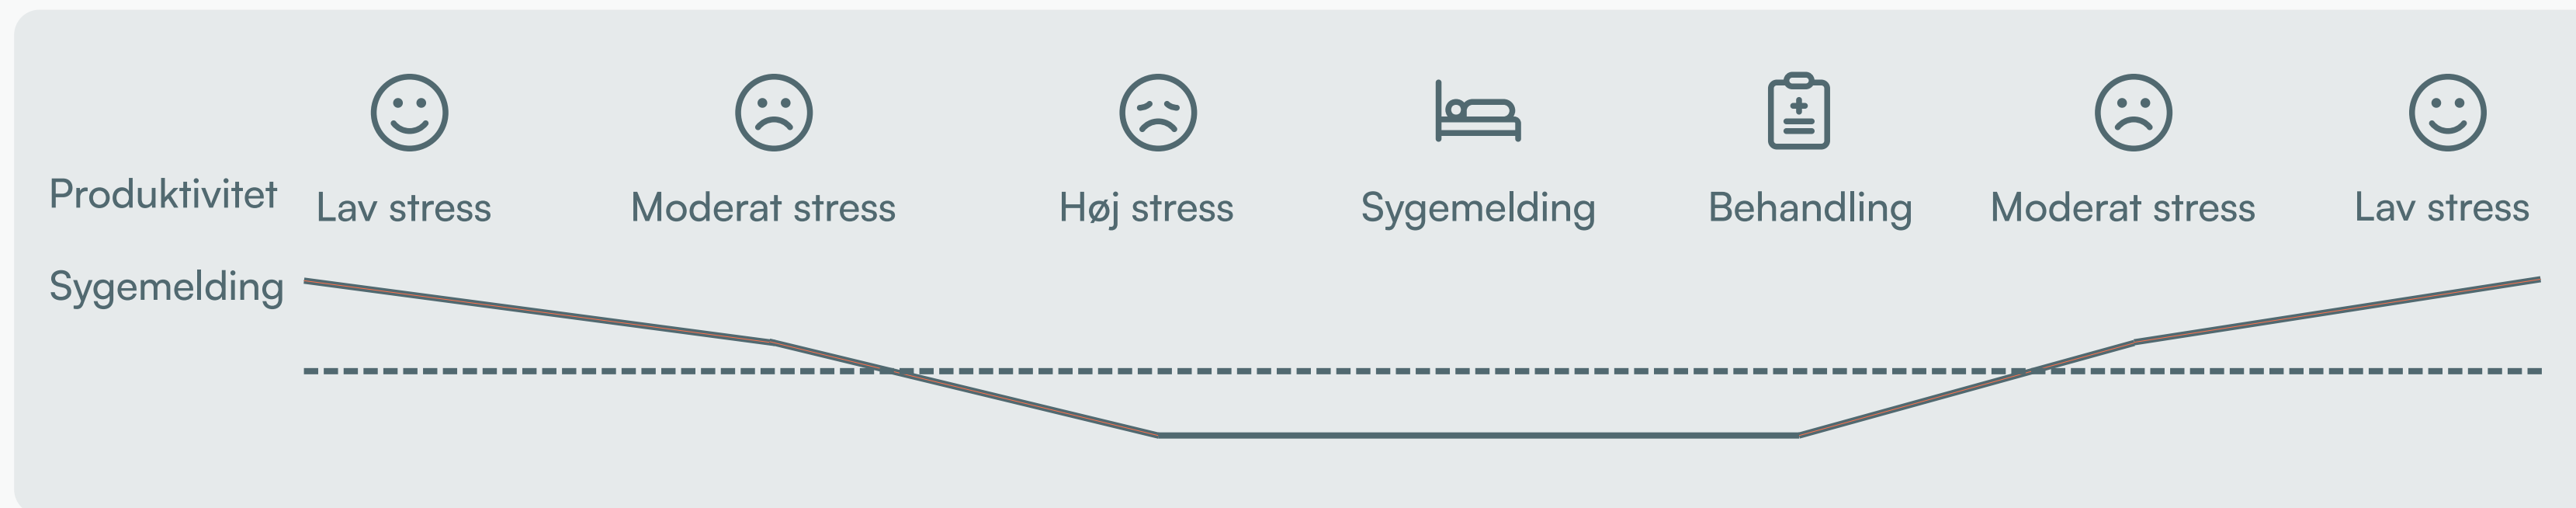 Produktivitet
Lav stress
Moderat stress
Høj stress
Sygemelding
Behandling
Moderat stress
Lav stress
Sygemelding